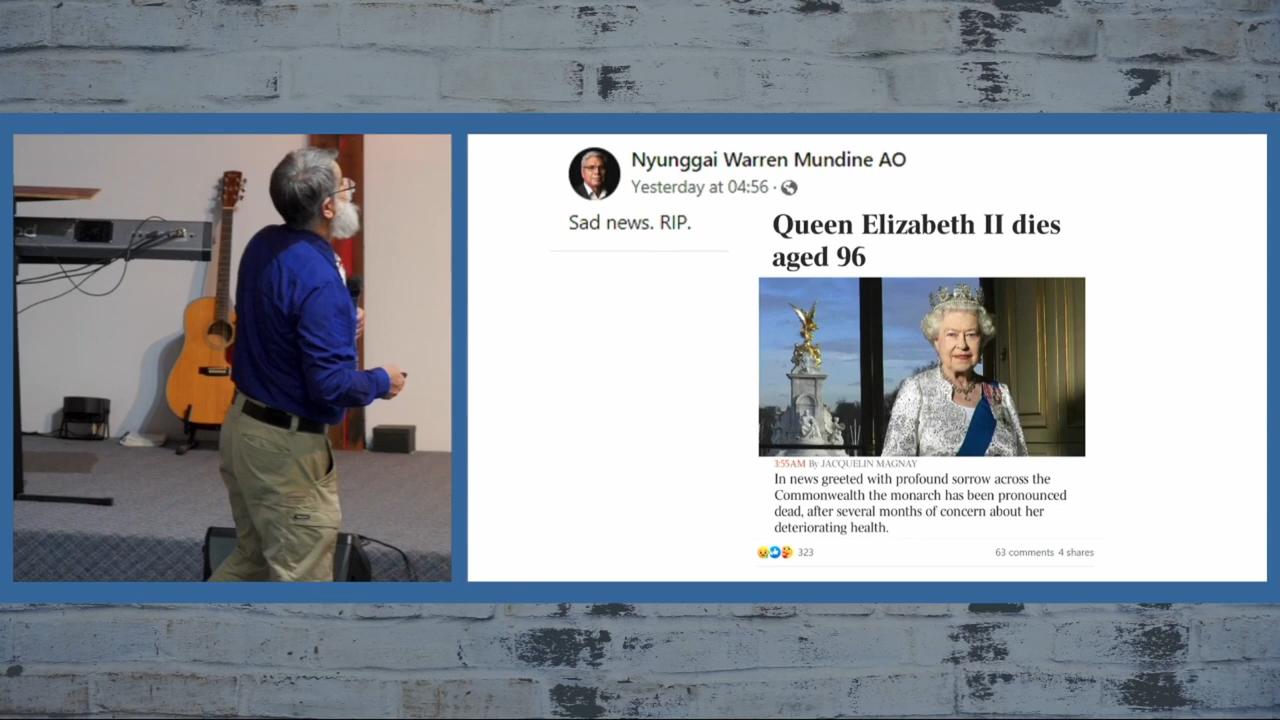 Nyunggai Warren Mundine AO
Yesterday at 04:56 ·
Sad news. RIP.
Queen Elizabeth II dies
aged 96
3:55AM By JACQUELIN MAGNAY
In news greeted with profound sorrow across the
Commonwealth the monarch has been pronounced
dead, after several months of concern about her
deteriorating health.
323
63 comments 4 shares